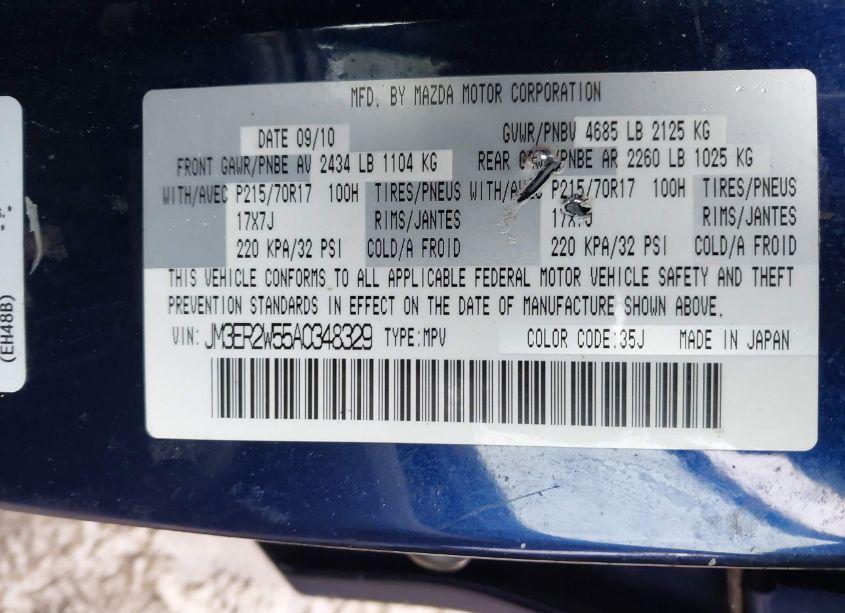 MFD. BY MAZDA MOTOR CORPORATION
DATE 09/10 GVWR/PNBV 4685 LB 2125 KG
FRONT GAWR/PNBE AV 2434 LB 1104 KG REAR GAWR/PNBE AR 2260 LB 1025 KG
WITH/AVEC P215/70R17 100H TIRES/PNEUS WITH/AVEC P215/70R17 100H TIRES/PNEUS
17X7J RIMS/JANTES 17X7J RIMS/JANTES
220 KPA/32 PSI COLD/A FROID 220 KPA/32 PSI COLD/A FROID
THIS VEHICLE CONFORMS TO ALL APPLICABLE FEDERAL MOTOR VEHICLE SAFETY AND THEFT
PREVENTION STANDARDS IN EFFECT ON THE DATE OF MANUFACTURE SHOWN ABOVE.
VIN: JM3ER2W55A0348329 TYPE:MPV COLOR CODE:35J MADE IN JAPAN
(EH48B)